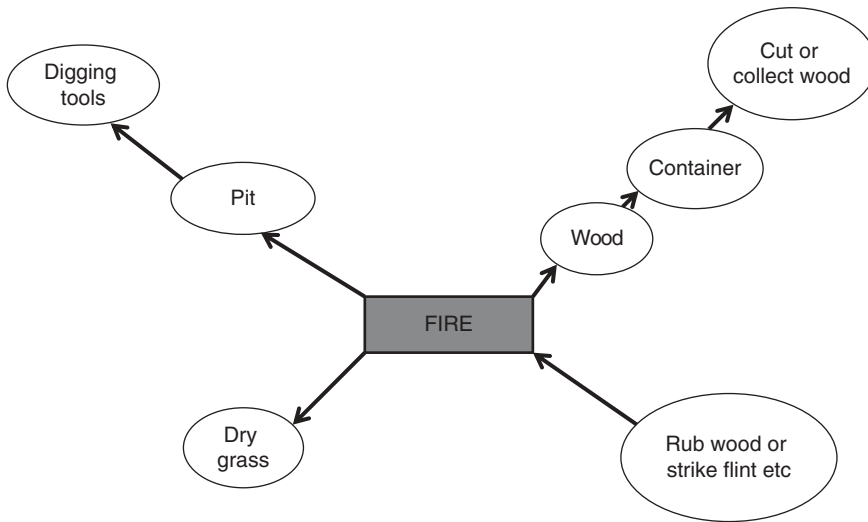 Digging
tools
Cut or
collect wood
Container
Pit
Wood
FIRE
Dry
grass
Rub wood or
strike flint etc